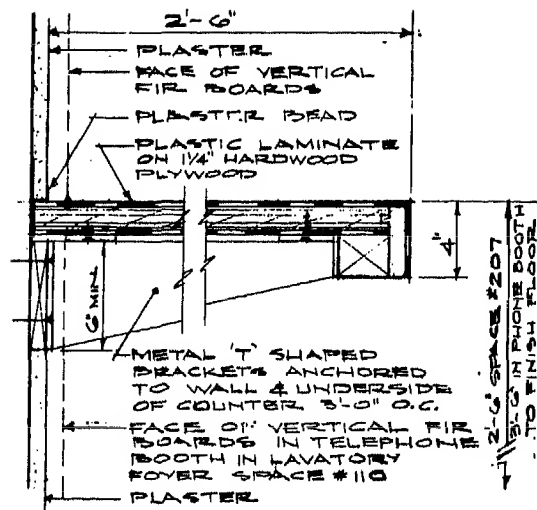 2'-6"
PLASTER
FACE OF VERTICAL
FIR BOARDS
PLASTER BEAD
PLASTIC LAMINATE
ON 1¼" HARDWOOD
PLYWOOD
4"
6" MIN.
2'-6" SPACE #207
3'-6" IN PHONE BOOTH
TO FINISH FLOOR
METAL 'T' SHAPED
BRACKETS ANCHORED
TO WALL & UNDERSIDE
OF COUNTER 3'-0" O.C.
FACE OF VERTICAL FIR
BOARDS IN TELEPHONE
BOOTH IN LAVATORY
FOYER SPACE #110
PLASTER